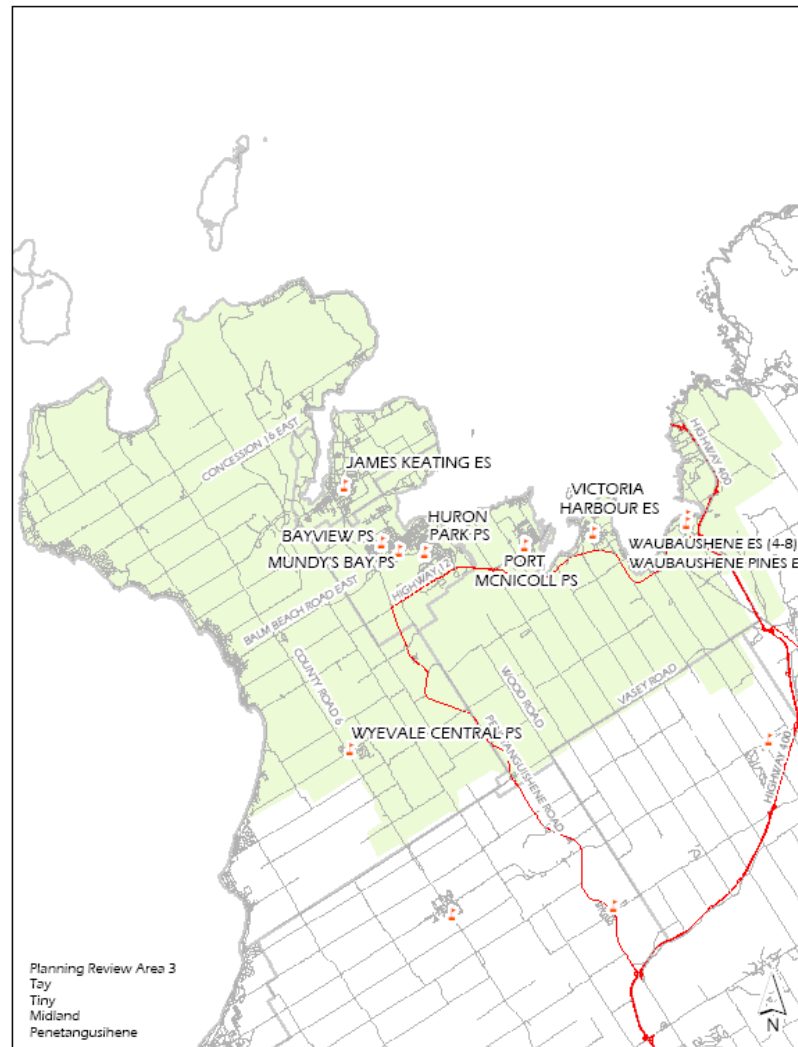 CONCESSION 16 EAST
HIGHWAY 400
JAMES KEATING ES
VICTORIA
HARBOUR ES
HURON
PARK PS
BAYVIEW PS
MUNDY'S BAY PS
WAUBAUSHENE ES (4-8)
WAUBAUSHENE PINES E
PORT
MCNICOLL PS
HIGHWAY 12
BALM BEACH ROAD EAST
COUNTY ROAD 6
WOOD ROAD
VASEY ROAD
WYEVALE CENTRAL PS
PENETANGUISHENE ROAD
HIGHWAY 400
Planning Review Area 3
Tay
Tiny
Midland
Penetangusihene
N